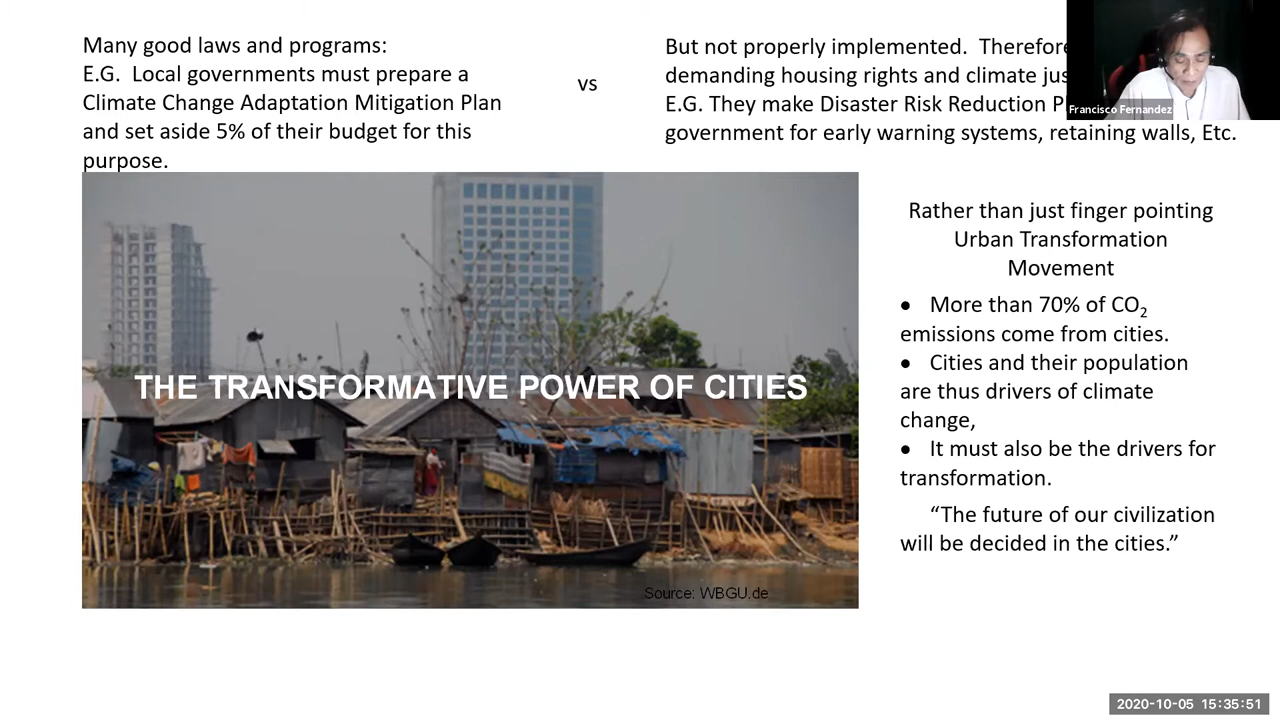 Many good laws and programs:
E.G.  Local governments must prepare a
Climate Change Adaptation Mitigation Plan
and set aside 5% of their budget for this
purpose.
vs
But not properly implemented.  Therefore
demanding housing rights and climate
E.G. They make Disaster Risk Reduction
government for early warning systems, retaining walls, Etc.
Francisco Fernandez
THE TRANSFORMATIVE POWER OF CITIES
Source: WBGU.de
Rather than just finger pointing
Urban Transformation
Movement
• More than 70% of CO₂
emissions come from cities.
• Cities and their population
are thus drivers of climate
change,
• It must also be the drivers for
transformation.
“The future of our civilization
will be decided in the cities.”
2020-10-05 15:35:51